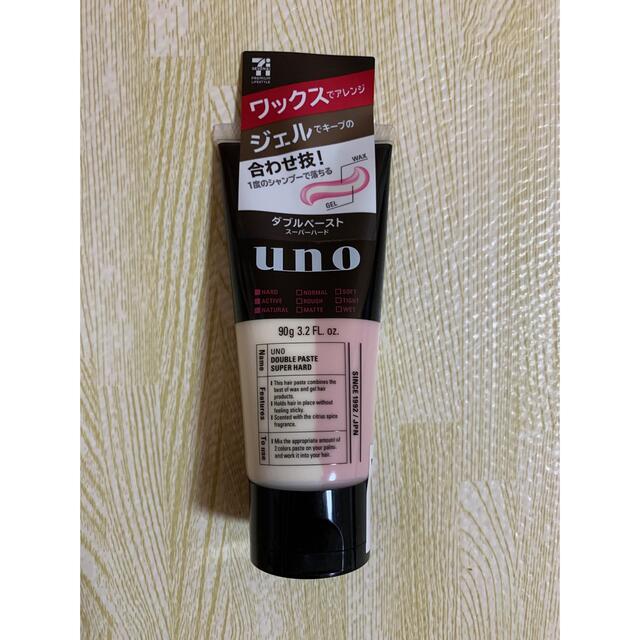 SEVEN&i
PREMIUM
LIFESTYLE
ワックスでアレンジ
ジェルでキープの
合わせ技!
1度のシャンプーで落ちる
WAX
GEL
ダブルペースト
スーパーハード
uno
HARD NORMAL SOFT
ACTIVE ROUGH TIGHT
NATURAL MATTE WET
90g 3.2 FL. oz.
Name
UNO
DOUBLE PASTE
SUPER HARD
Features
This hair paste combines the
best of wax and gel hair
products.
Holds hair in place without
feeling sticky.
Scented with the citrus spice
fragrance.
To use
Mix the appropriate amount of
2 colors paste on your palms
and work it into your hair.
SINCE 1992 / JPN